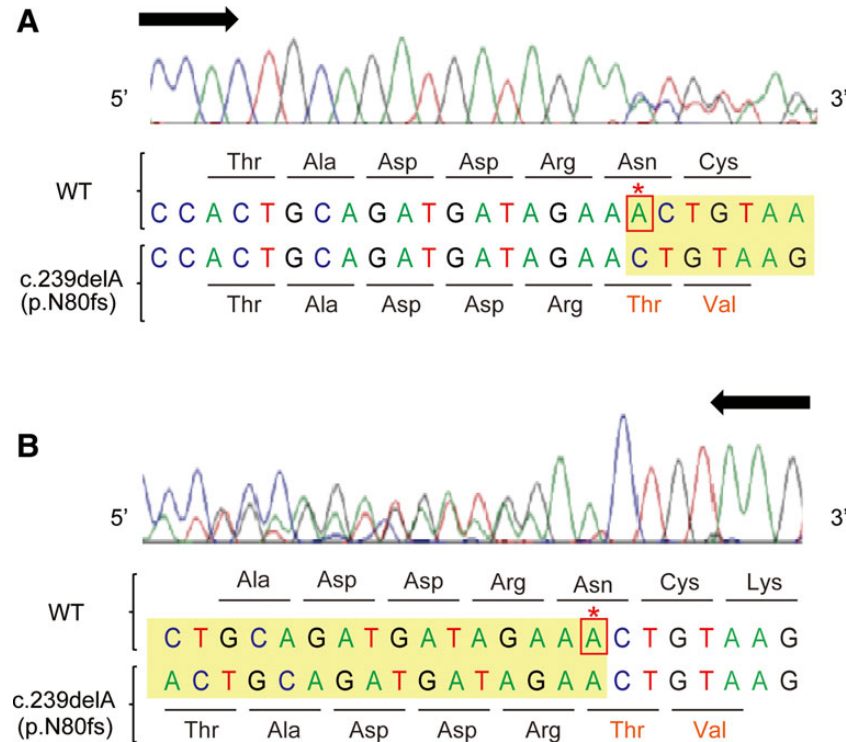 A
5’ 3’
Thr Ala Asp Asp Arg Asn Cys
*
WT C C A C T G C A G A T G A T A G A A A C T G T A A
c.239delA C C A C T G C A G A T G A T A G A A C T G T A A G
(p.N80fs)
Thr Ala Asp Asp Arg Thr Val
B
5’ 3’
Ala Asp Asp Arg Asn Cys Lys
*
WT C T G C A G A T G A T A G A A A C T G T A A G
c.239delA A C T G C A G A T G A T A G A A C T G T A A G
(p.N80fs)
Thr Ala Asp Asp Arg Thr Val